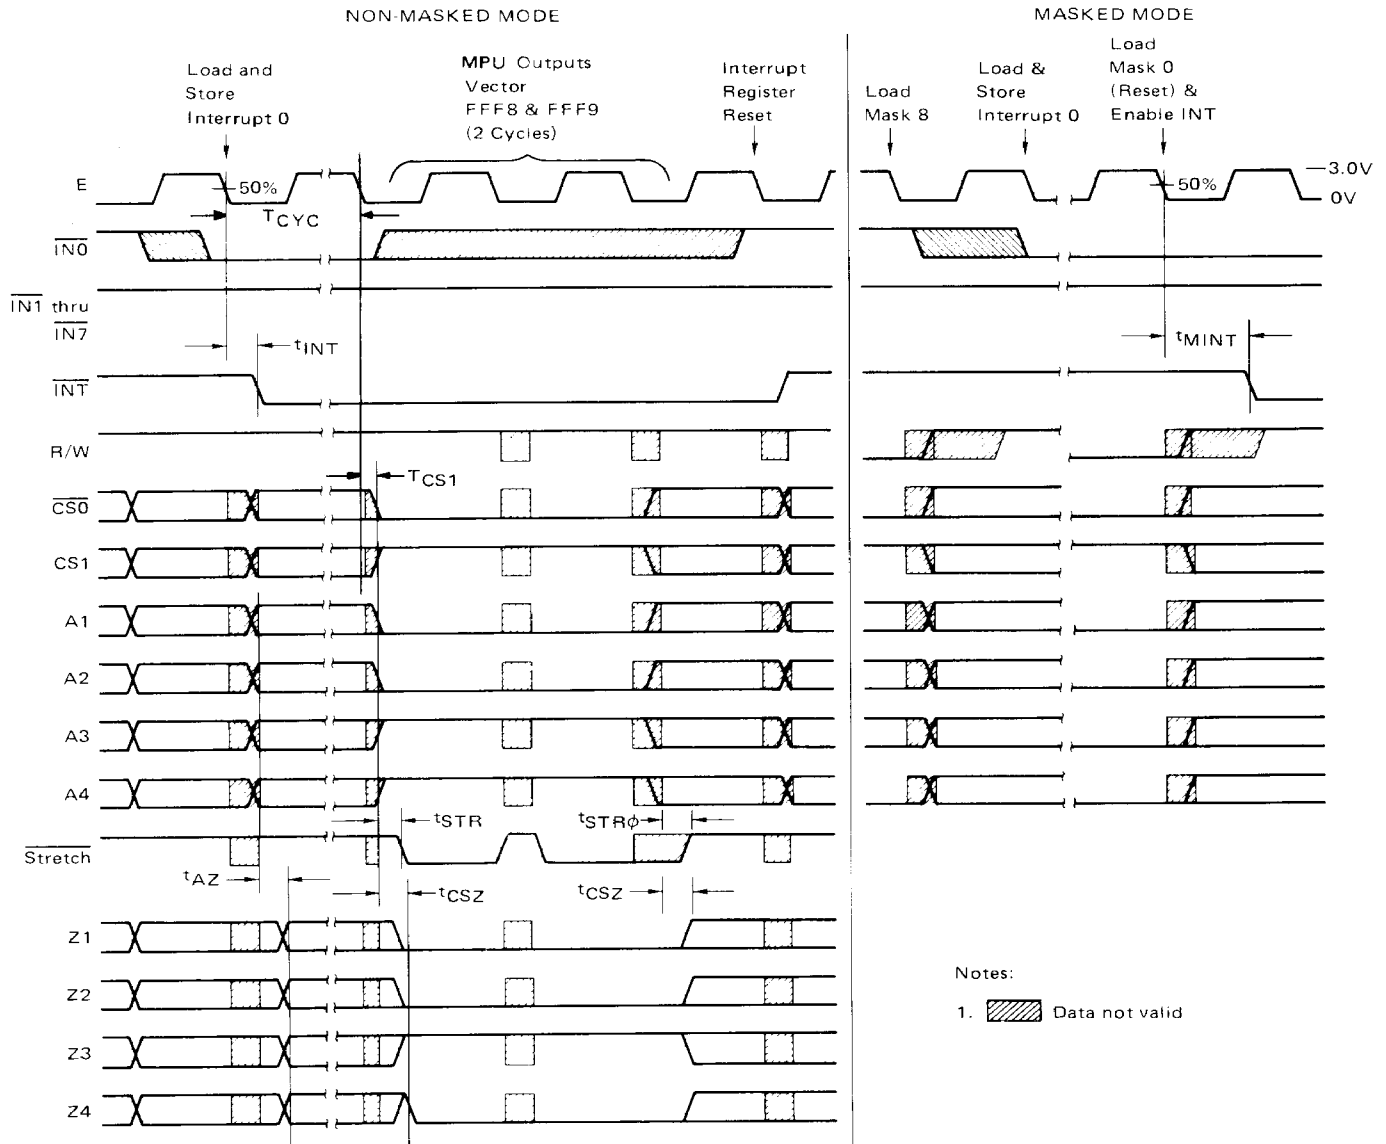 NON-MASKED MODE
MASKED MODE
Load and
Store
Interrupt 0
MPU Outputs
Vector
FFF8 & FFF9
(2 Cycles)
Interrupt
Register
Reset
Load
Mask 8
Load &
Store
Interrupt 0
Load
Mask 0
(Reset) &
Enable INT
E
50%
50%
3.0V
0V
TCYC
IN0
IN1 thru
IN7
tINT
tMINT
INT
R/W
TCS1
CS0
CS1
A1
A2
A3
A4
tSTR
tSTRϕ
Stretch
tAZ
tCSZ
tCSZ
Z1
Z2
Z3
Z4
Notes:
1. Data not valid